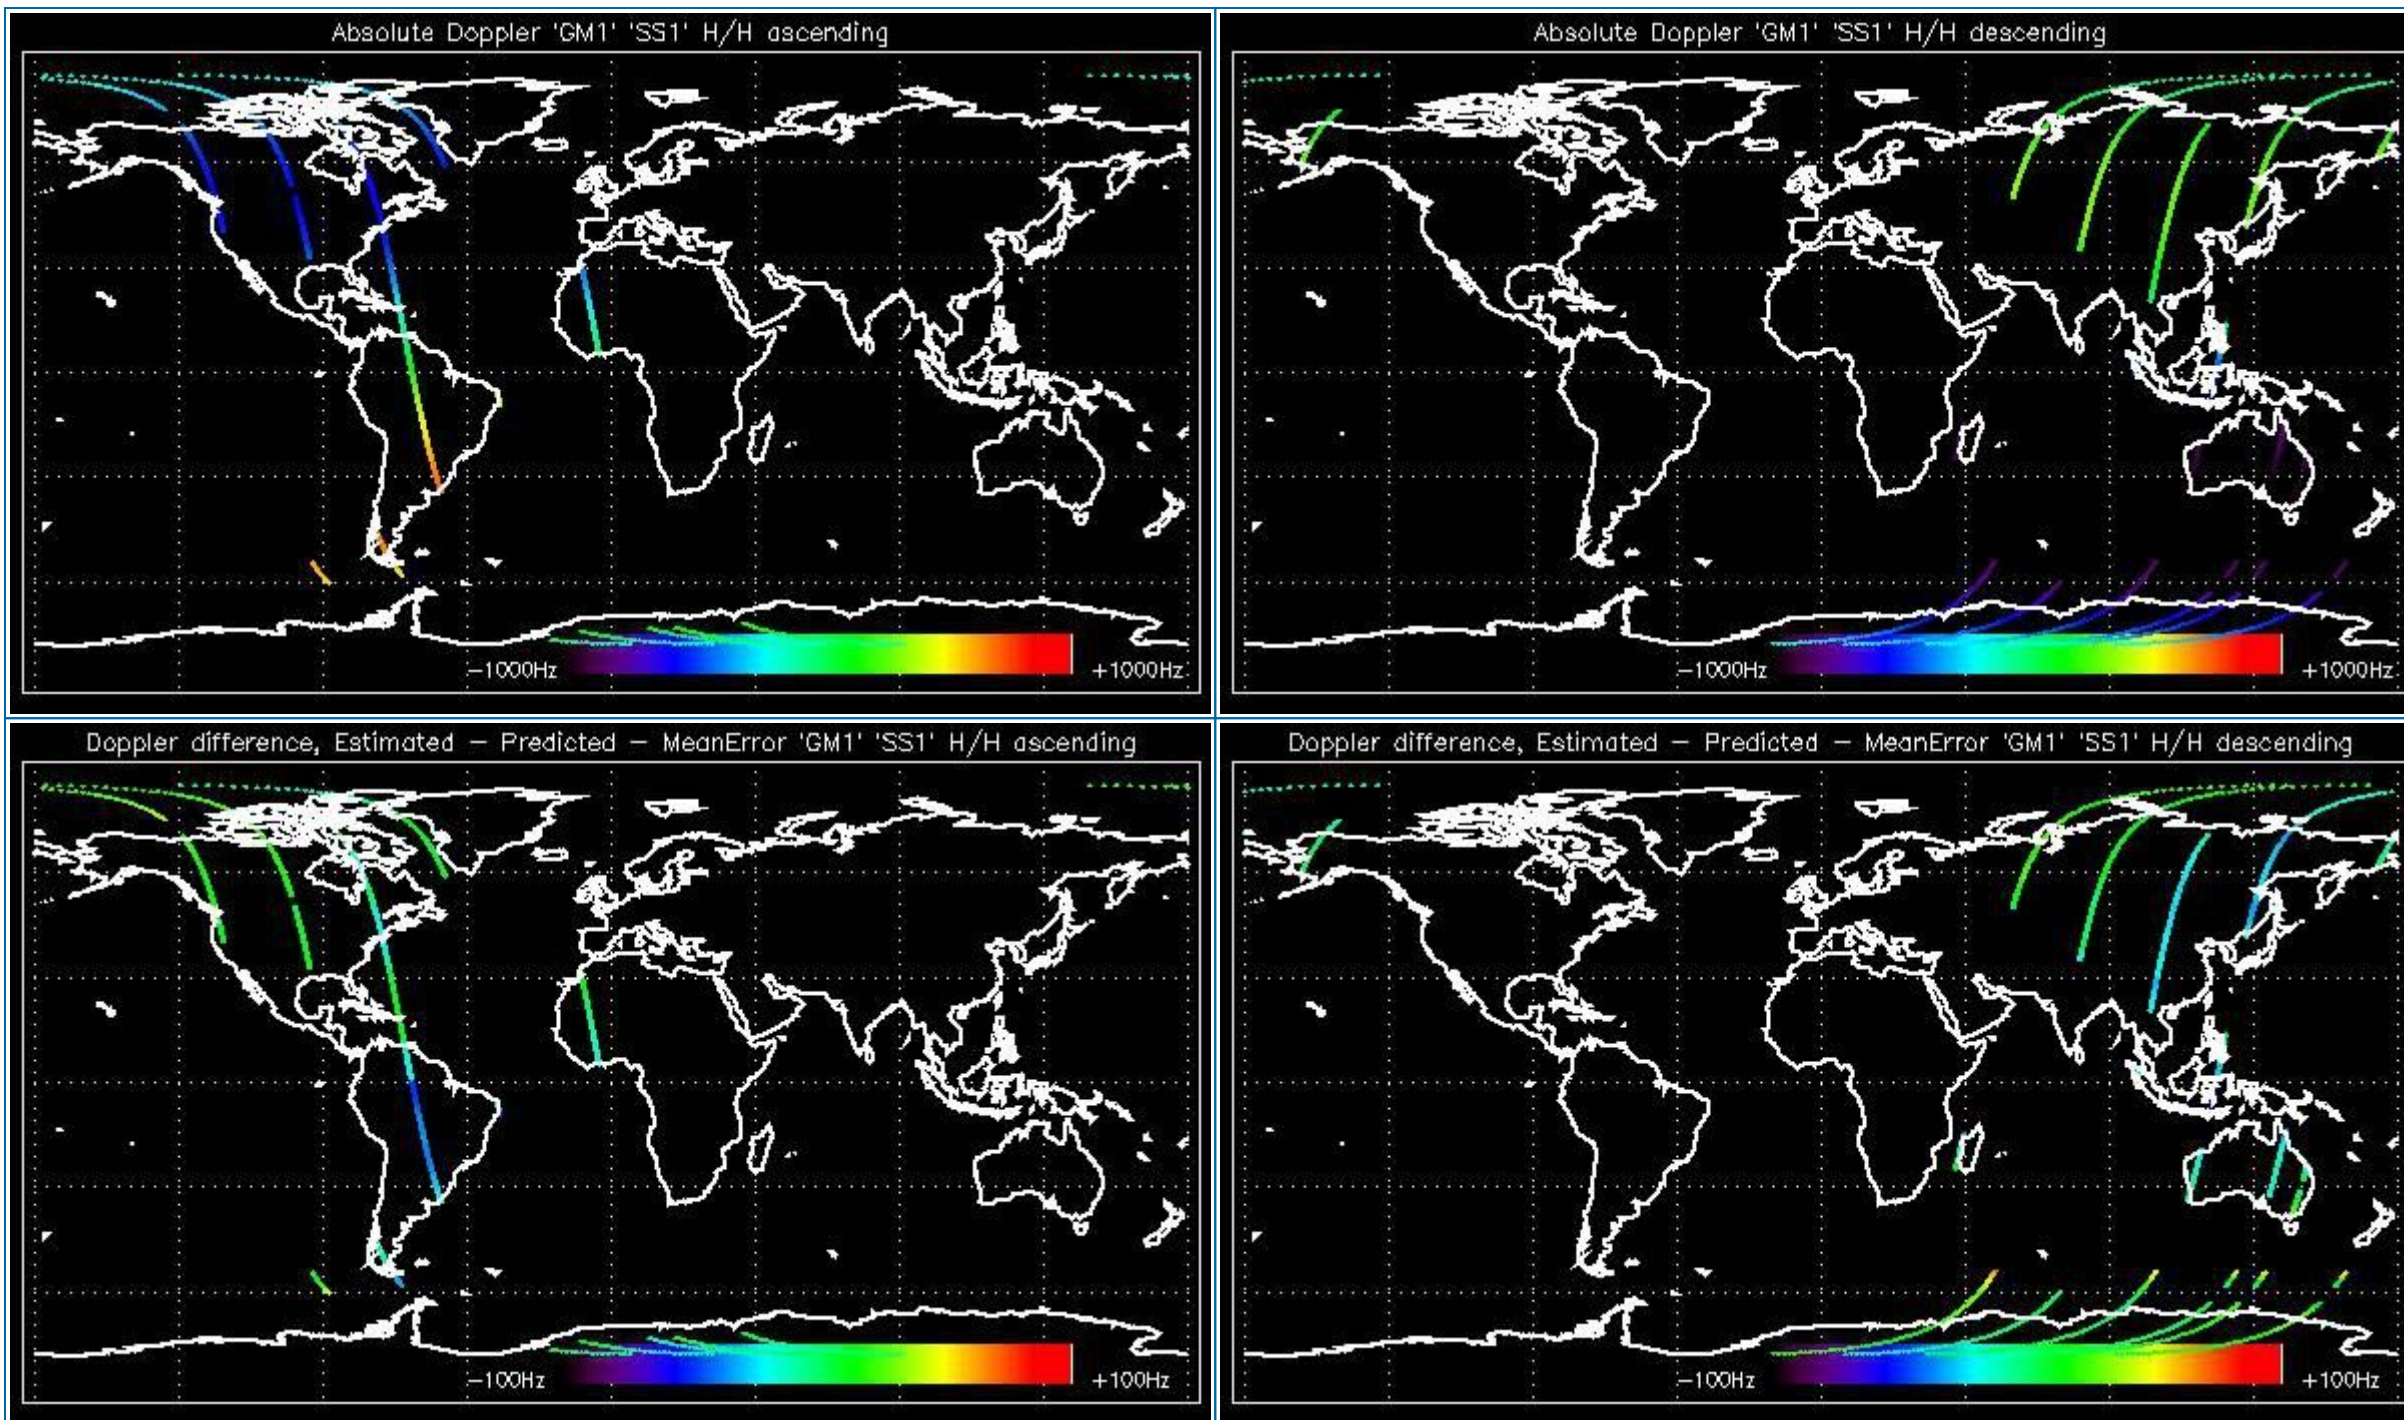 Absolute Doppler 'GM1' 'SS1' H/H ascending
-1000Hz
+1000Hz
Absolute Doppler 'GM1' 'SS1' H/H descending
-1000Hz
+1000Hz
Doppler difference, Estimated - Predicted - MeanError 'GM1' 'SS1' H/H ascending
-100Hz
+100Hz
Doppler difference, Estimated - Predicted - MeanError 'GM1' 'SS1' H/H descending
-100Hz
+100Hz